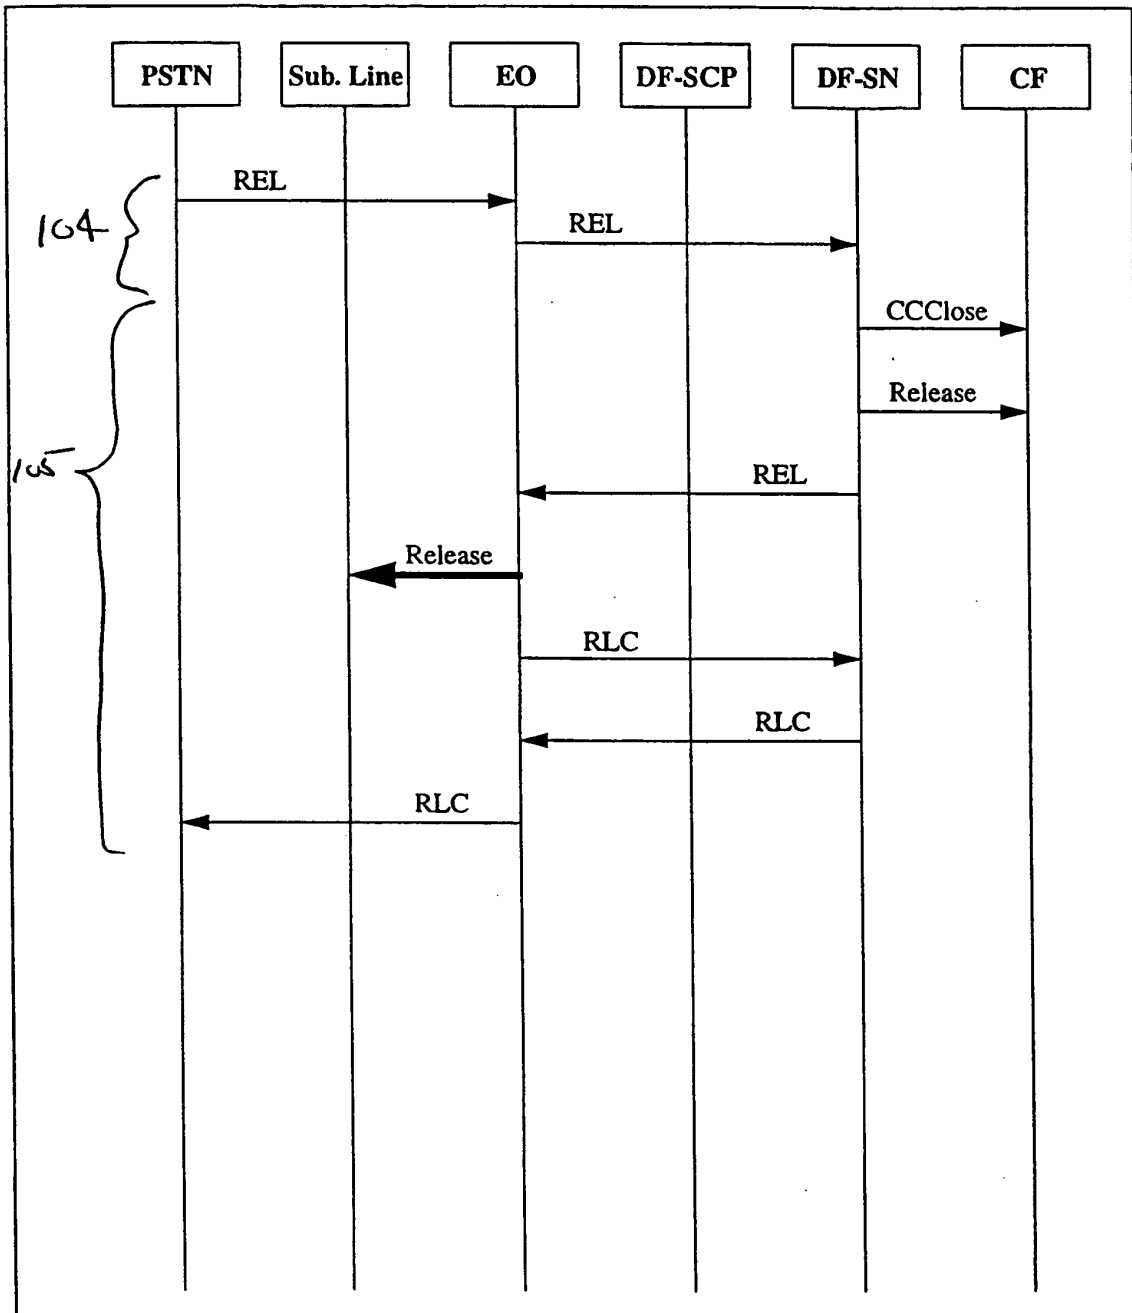 PSTN Sub. Line EO DF-SCP DF-SN CF
REL
104
REL
CCClose
Release
105
REL
Release
RLC
RLC
RLC